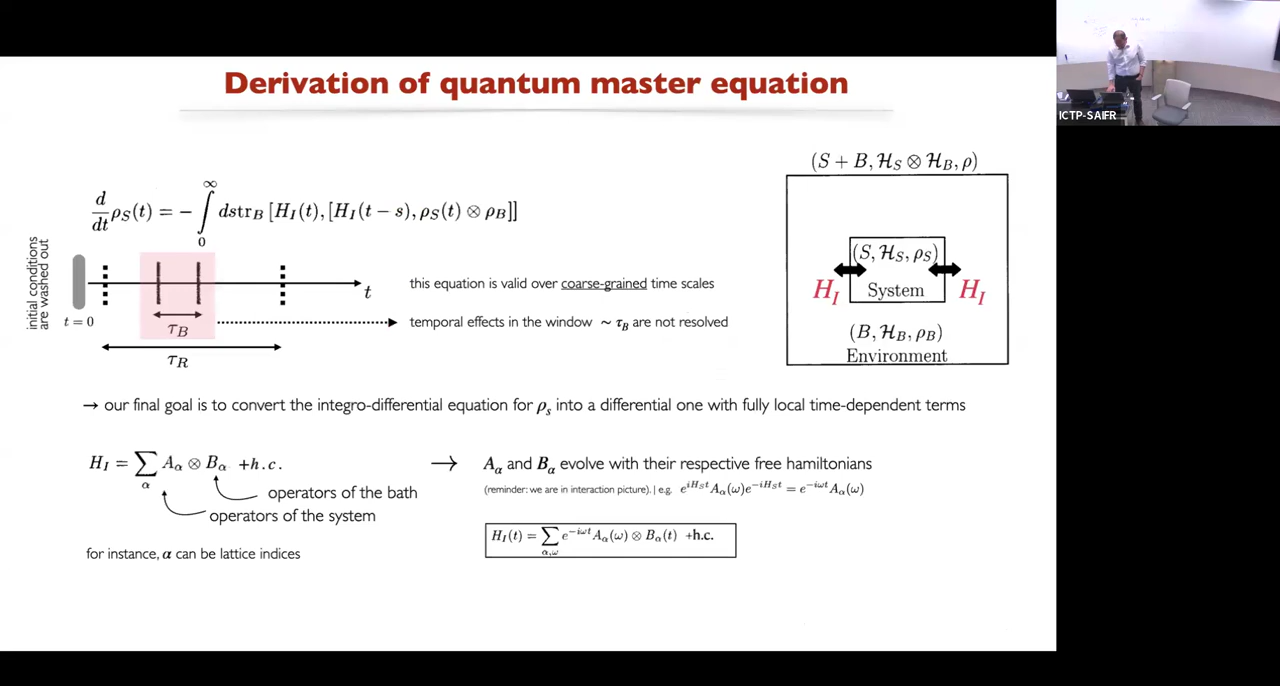 Derivation of quantum master equation
ICTP-SAIFR
(S + B, ℋ_S ⊗ ℋ_B, ρ)
d/dt ρ_S(t) = − ∫_0^∞ dstr_B [H_I(t), [H_I(t − s), ρ_S(t) ⊗ ρ_B]]
initial conditions
are washed out
t = 0
t
τ_B
τ_R
this equation is valid over coarse-grained time scales
temporal effects in the window ~ τ_B are not resolved
(S, ℋ_S, ρ_S)
H_I
System
H_I
(B, ℋ_B, ρ_B)
Environment
→ our final goal is to convert the integro-differential equation for ρ_s into a differential one with fully local time-dependent terms
H_I = ∑_α A_α ⊗ B_α +h.c.
operators of the bath
operators of the system
for instance, α can be lattice indices
→ A_α and B_α evolve with their respective free hamiltonians
(reminder: we are in interaction picture). | e.g. e^{iH_S t} A_α(ω)e^{−iH_S t} = e^{−iωt} A_α(ω)
H_I(t) = ∑_{α,ω} e^{−iωt} A_α(ω) ⊗ B_α(t) +h.c.